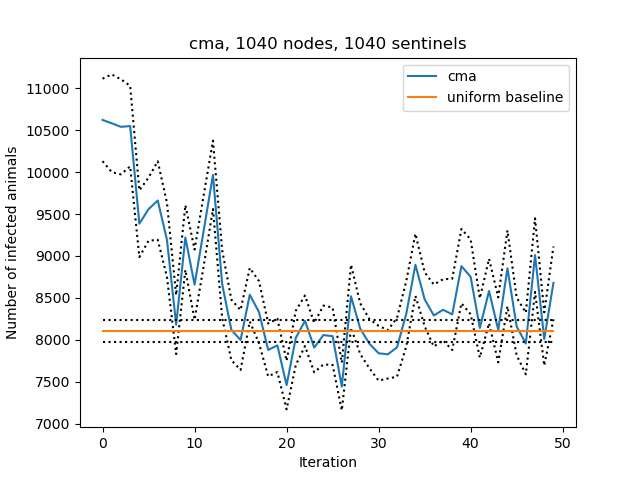 cma, 1040 nodes, 1040 sentinels
cma
uniform baseline
Number of infected animals
11000
10500
10000
9500
9000
8500
8000
7500
7000
0 10 20 30 40 50
Iteration